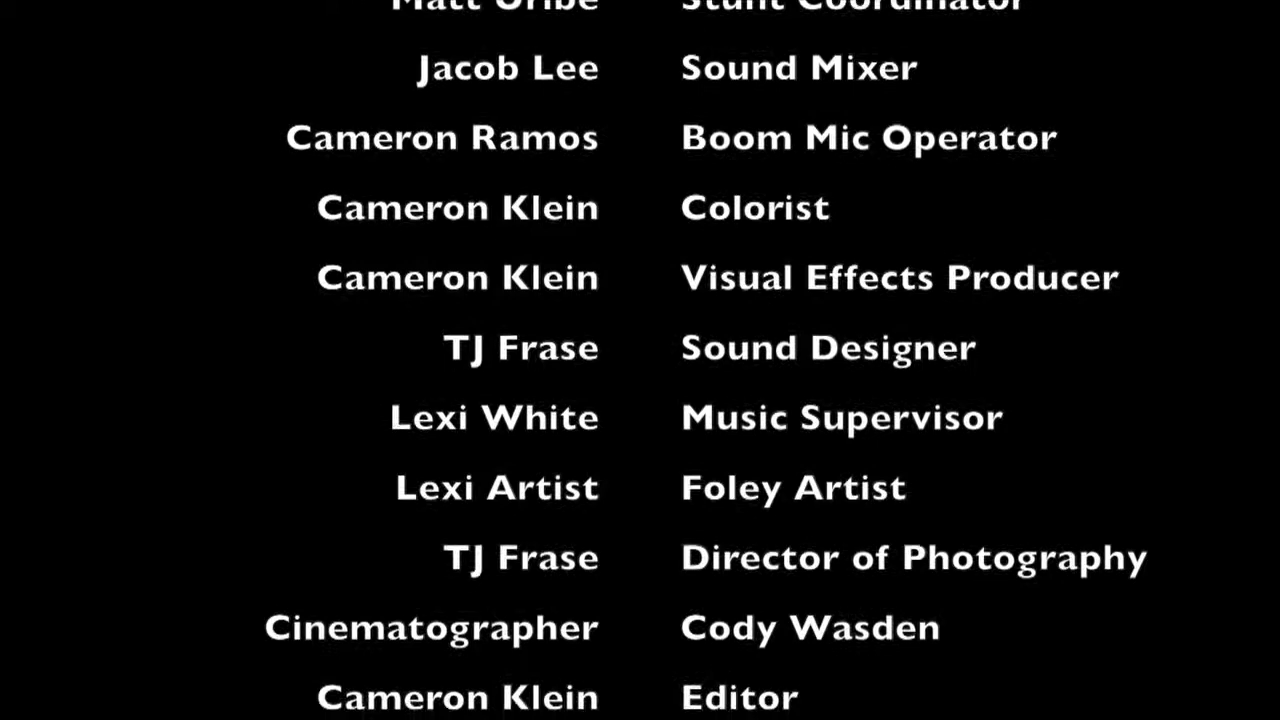 Matt Uribe Stunt Coordinator
Jacob Lee Sound Mixer
Cameron Ramos Boom Mic Operator
Cameron Klein Colorist
Cameron Klein Visual Effects Producer
TJ Frase Sound Designer
Lexi White Music Supervisor
Lexi Artist Foley Artist
TJ Frase Director of Photography
Cinematographer Cody Wasden
Cameron Klein Editor